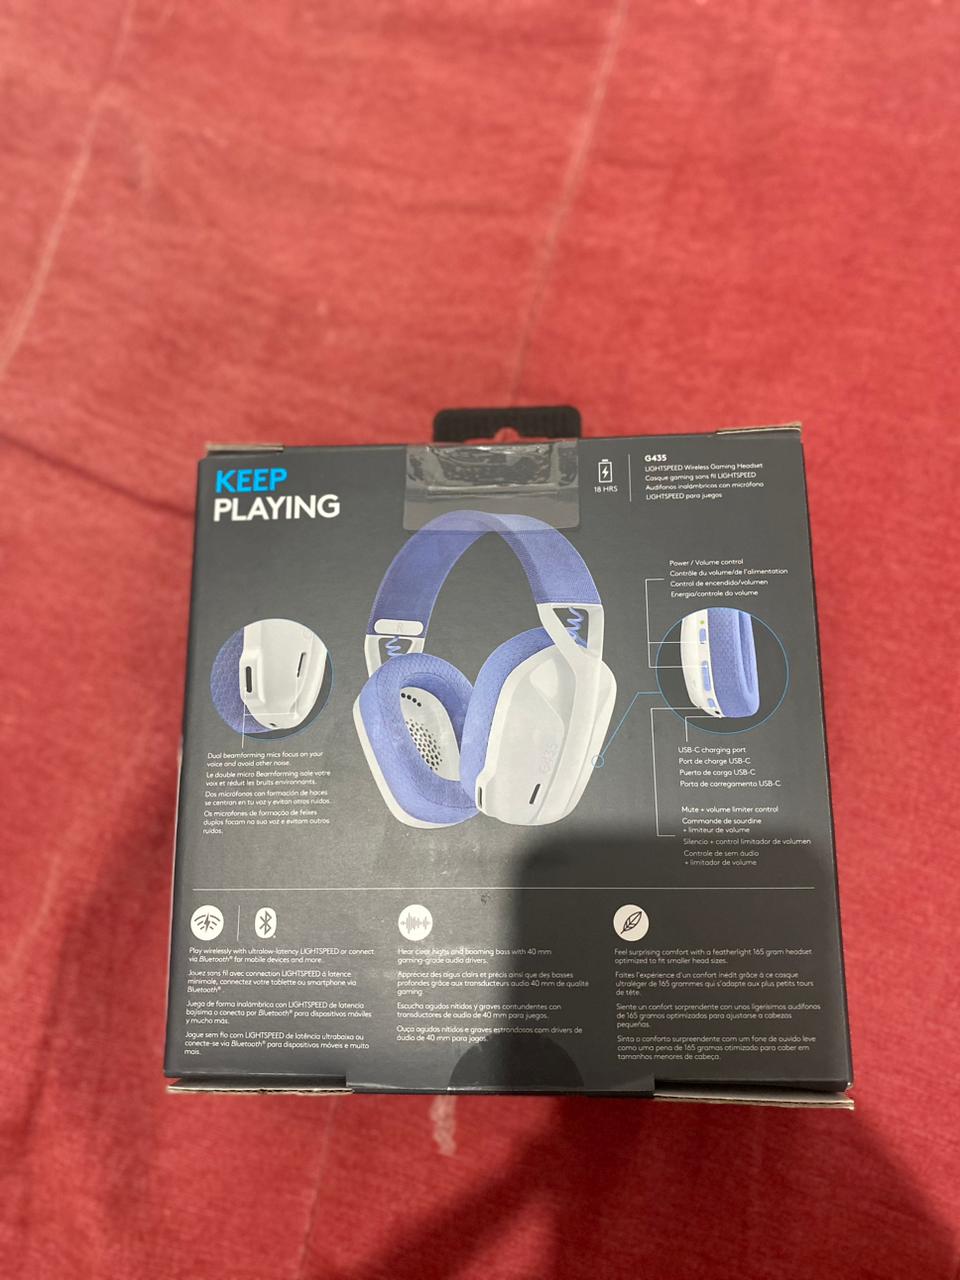 KEEP
PLAYING
18 HRS
G435
LIGHTSPEED Wireless Gaming Headset
Casque gaming sans fil LIGHTSPEED
Audífonos inalámbricos con micrófono
LIGHTSPEED para juegos
Power / Volume control
Contrôle du volume/de l'alimentation
Control de encendido/volumen
Energia/controle do volume
R
G435
Dual beamforming mics focus on your
voice and avoid other noise.
Le double micro Beamforming isole votre
voix et réduit les bruits environnants.
Dos micrófonos con formación de haces
se centran en tu voz y evitan otros ruidos.
Os microfones de formação de feixes
duplos focam na sua voz e evitam outros
ruídos.
USB-C charging port
Port de charge USB-C
Puerto de carga USB-C
Porta de carregamento USB-C
Mute + volume limiter control
Commande de sourdine
+ limiteur de volume
Silencio + control limitador de volumen
Controle de sem áudio
+ limitador de volume
Play wirelessly with ultralow-latency LIGHTSPEED or connect
via Bluetooth® for mobile devices and more.
Jouez sans fil avec connection LIGHTSPEED à latence
minimale, connectez votre tablette ou smartphone via
Bluetooth®.
Juega de forma inalámbrica con LIGHTSPEED de latencia
bajísima o conecta por Bluetooth® para dispositivos móviles
y mucho más.
Jogue sem fio com LIGHTSPEED de latência ultrabaixa ou
conecte-se via Bluetooth® para dispositivos móveis e muito
mais.
Hear clear highs and booming bass with 40 mm
gaming-grade audio drivers.
Appréciez des aigus clairs et précis ainsi que des basses
profondes grâce aux transducteurs audio 40 mm de qualité
gaming.
Escucha agudos nítidos y graves contundentes con
transductores de audio de 40 mm para juegos.
Ouça agudos nítidos e graves estrondosos com drivers de
áudio de 40 mm para jogos.
Feel surprising comfort with a featherlight 165 gram headset
optimized to fit smaller head sizes.
Faites l'expérience d'un confort inédit grâce à ce casque
ultraléger de 165 grammes qui s'adapte aux plus petits tours
de tête.
Siente un confort sorprendente con unos ligerísimos audífonos
de 165 gramos optimizados para ajustarse a cabezas
pequeñas.
Sinta o conforto surpreendente com um fone de ouvido leve
como uma pena de 165 gramas otimizado para caber em
tamanhos menores de cabeça.